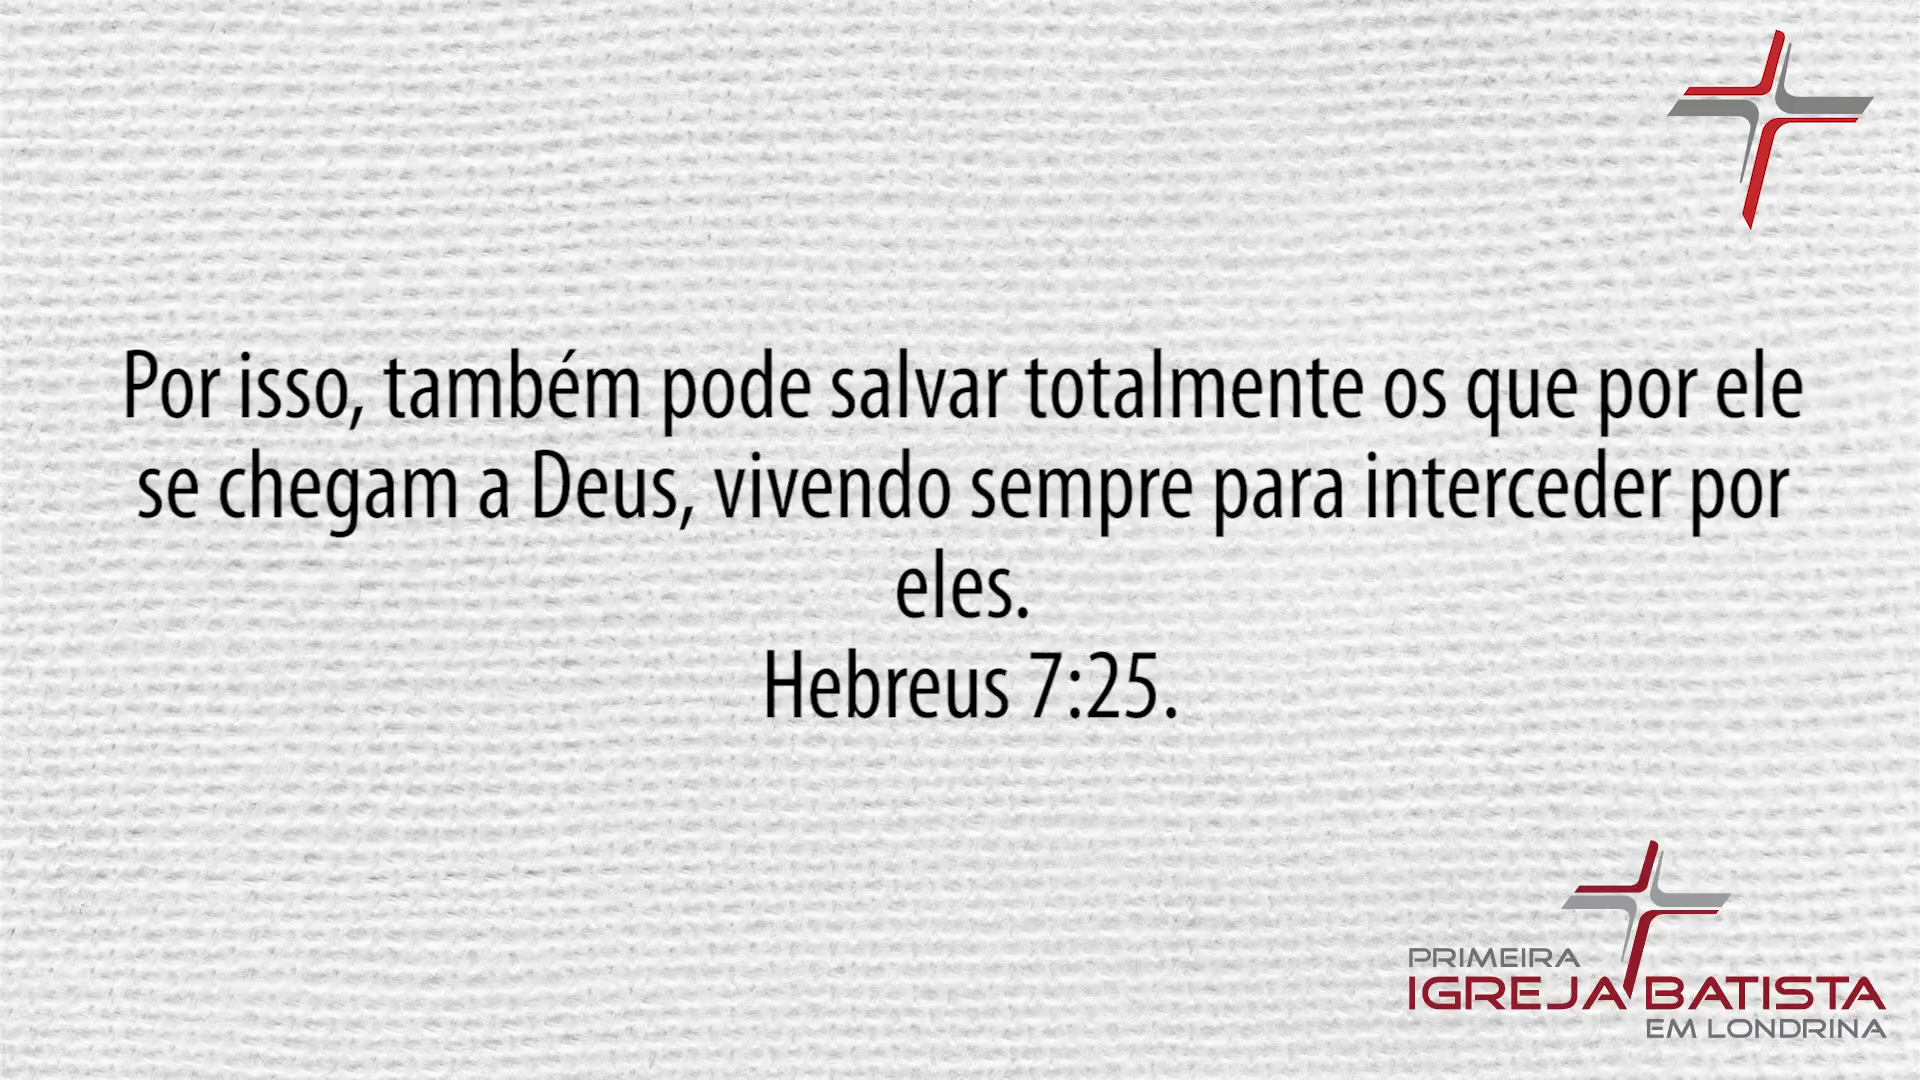 Por isso, também pode salvar totalmente os que por ele
se chegam a Deus, vivendo sempre para interceder por
eles.
Hebreus 7:25.
PRIMEIRA
IGREJA BATISTA
EM LONDRINA